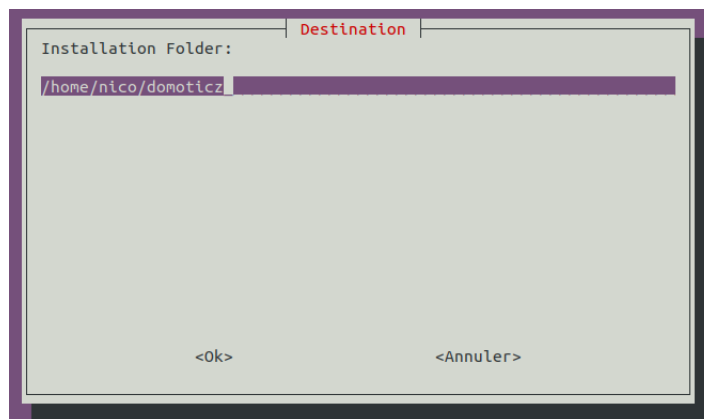 Destination
Installation Folder:
/home/nico/domoticz_
<Ok> <Annuler>